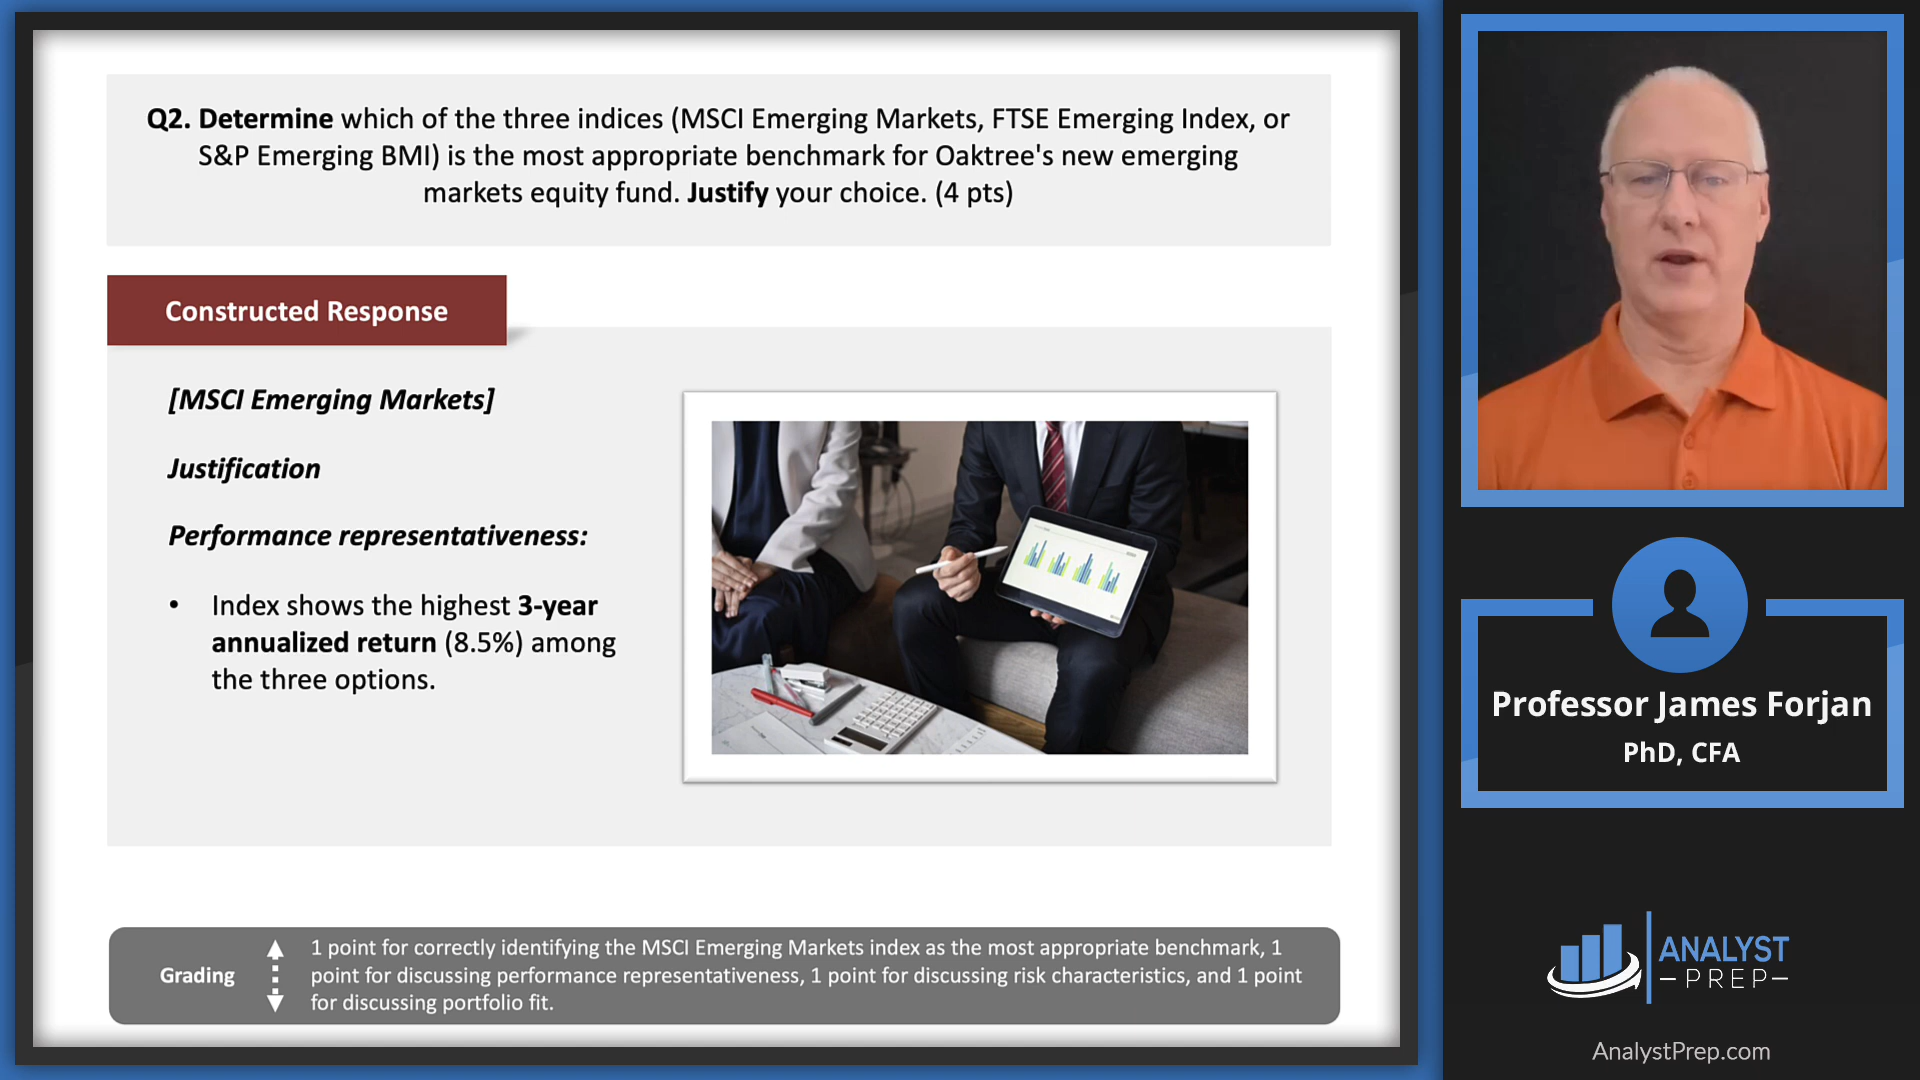 Q2. Determine which of the three indices (MSCI Emerging Markets, FTSE Emerging Index, or
S&P Emerging BMI) is the most appropriate benchmark for Oaktree's new emerging
markets equity fund. Justify your choice. (4 pts)
Constructed Response
[MSCI Emerging Markets]
Justification
Performance representativeness:
• Index shows the highest 3-year
annualized return (8.5%) among
the three options.
Grading
1 point for correctly identifying the MSCI Emerging Markets index as the most appropriate benchmark, 1
point for discussing performance representativeness, 1 point for discussing risk characteristics, and 1 point
for discussing portfolio fit.
Professor James Forjan
PhD, CFA
ANALYST
PREP
AnalystPrep.com